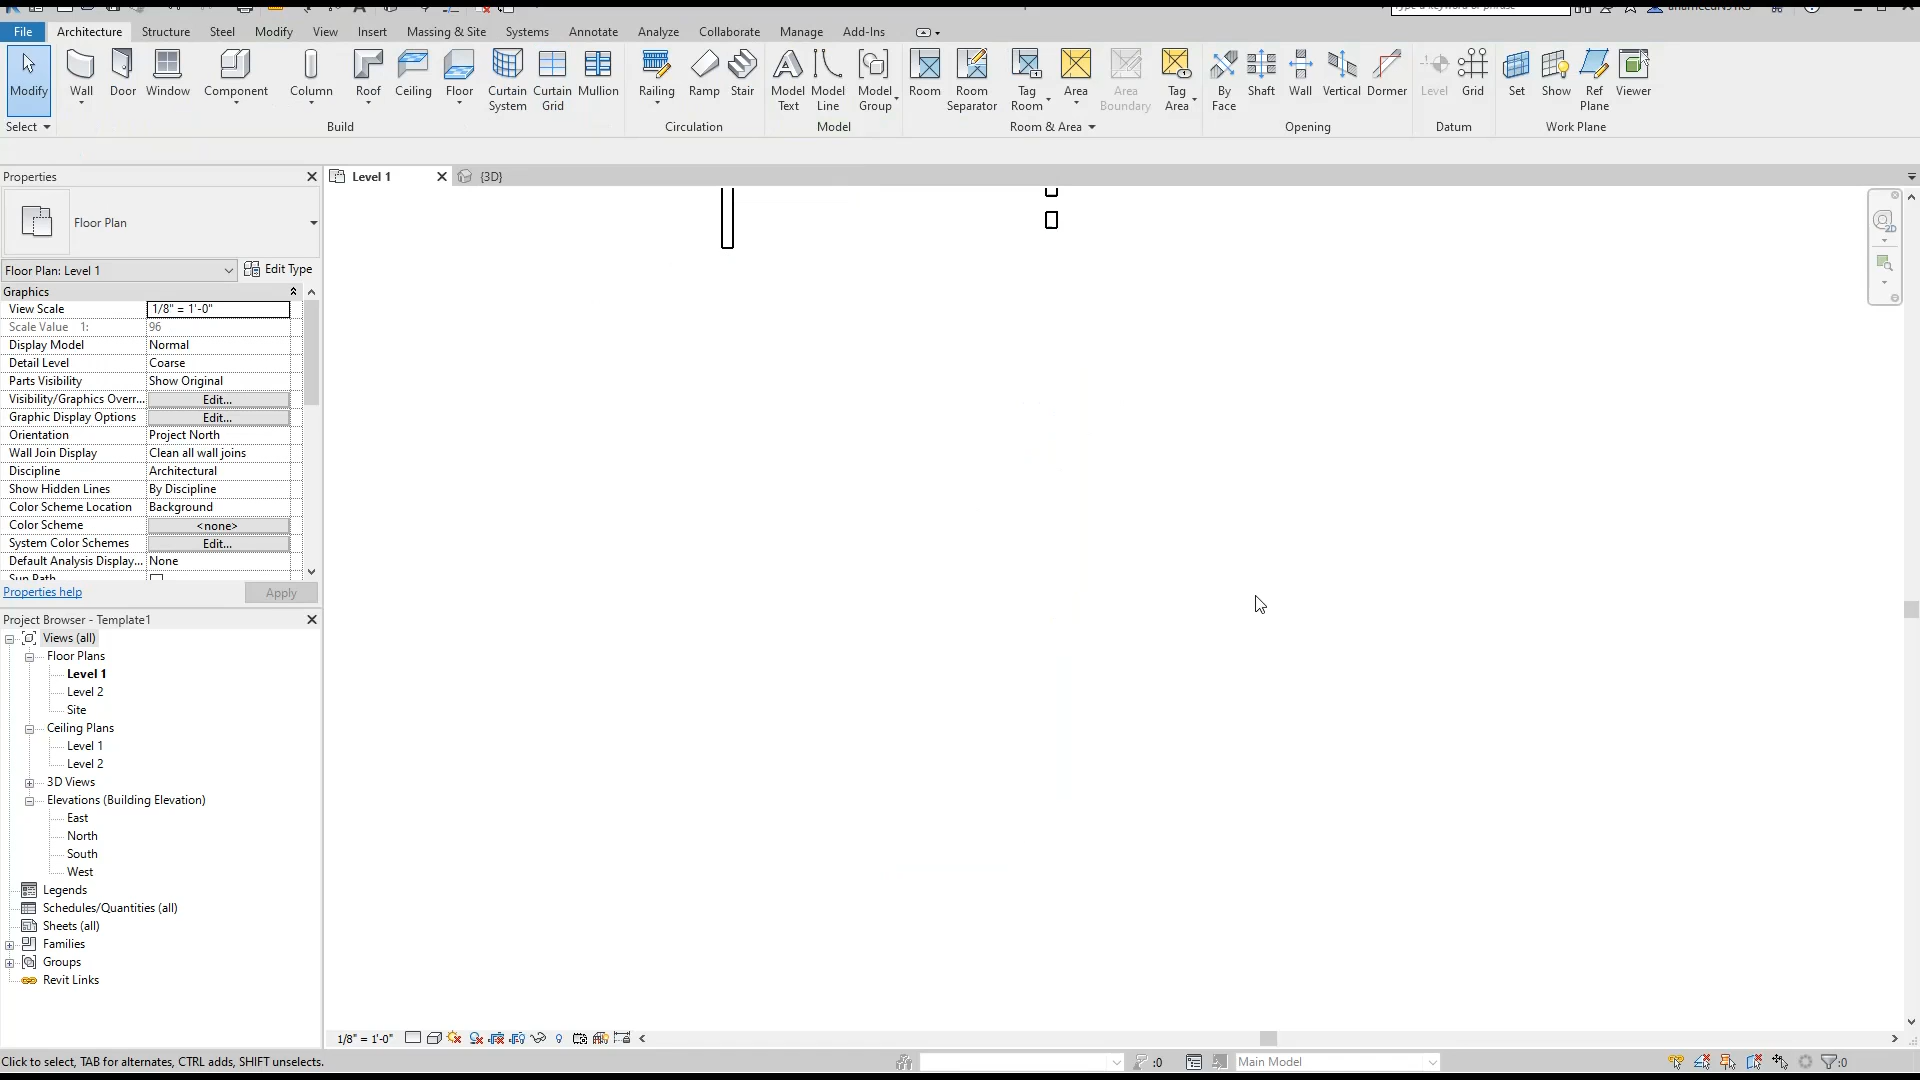 File Architecture Structure Steel Modify View Insert Massing & Site Systems Annotate Analyze Collaborate Manage Add-Ins
Modify Wall Door Window Component Column Roof Ceiling Floor Curtain System Curtain Grid Mullion Railing Ramp Stair Model Text Model Line Model Group Room Room Separator Tag Room Area Area Boundary Tag Area By Face Shaft Wall Vertical Dormer Level Grid Set Show Ref Plane Viewer
Select Build Circulation Model Room & Area Opening Datum Work Plane
Properties
Level 1 {3D}
Floor Plan
Floor Plan: Level 1 Edit Type
Graphics
View Scale 1/8" = 1'-0"
Scale Value 1: 96
Display Model Normal
Detail Level Coarse
Parts Visibility Show Original
Visibility/Graphics Overr... Edit...
Graphic Display Options Edit...
Orientation Project North
Wall Join Display Clean all wall joins
Discipline Architectural
Show Hidden Lines By Discipline
Color Scheme Location Background
Color Scheme <none>
System Color Schemes Edit...
Default Analysis Display... None
Sun Path
Properties help Apply
Project Browser - Template1
Views (all)
Floor Plans
Level 1
Level 2
Site
Ceiling Plans
Level 1
Level 2
3D Views
Elevations (Building Elevation)
East
North
South
West
Legends
Schedules/Quantities (all)
Sheets (all)
Families
Groups
Revit Links
2D
1/8" = 1'-0"
Click to select, TAB for alternates, CTRL adds, SHIFT unselects. :0 Main Model :0